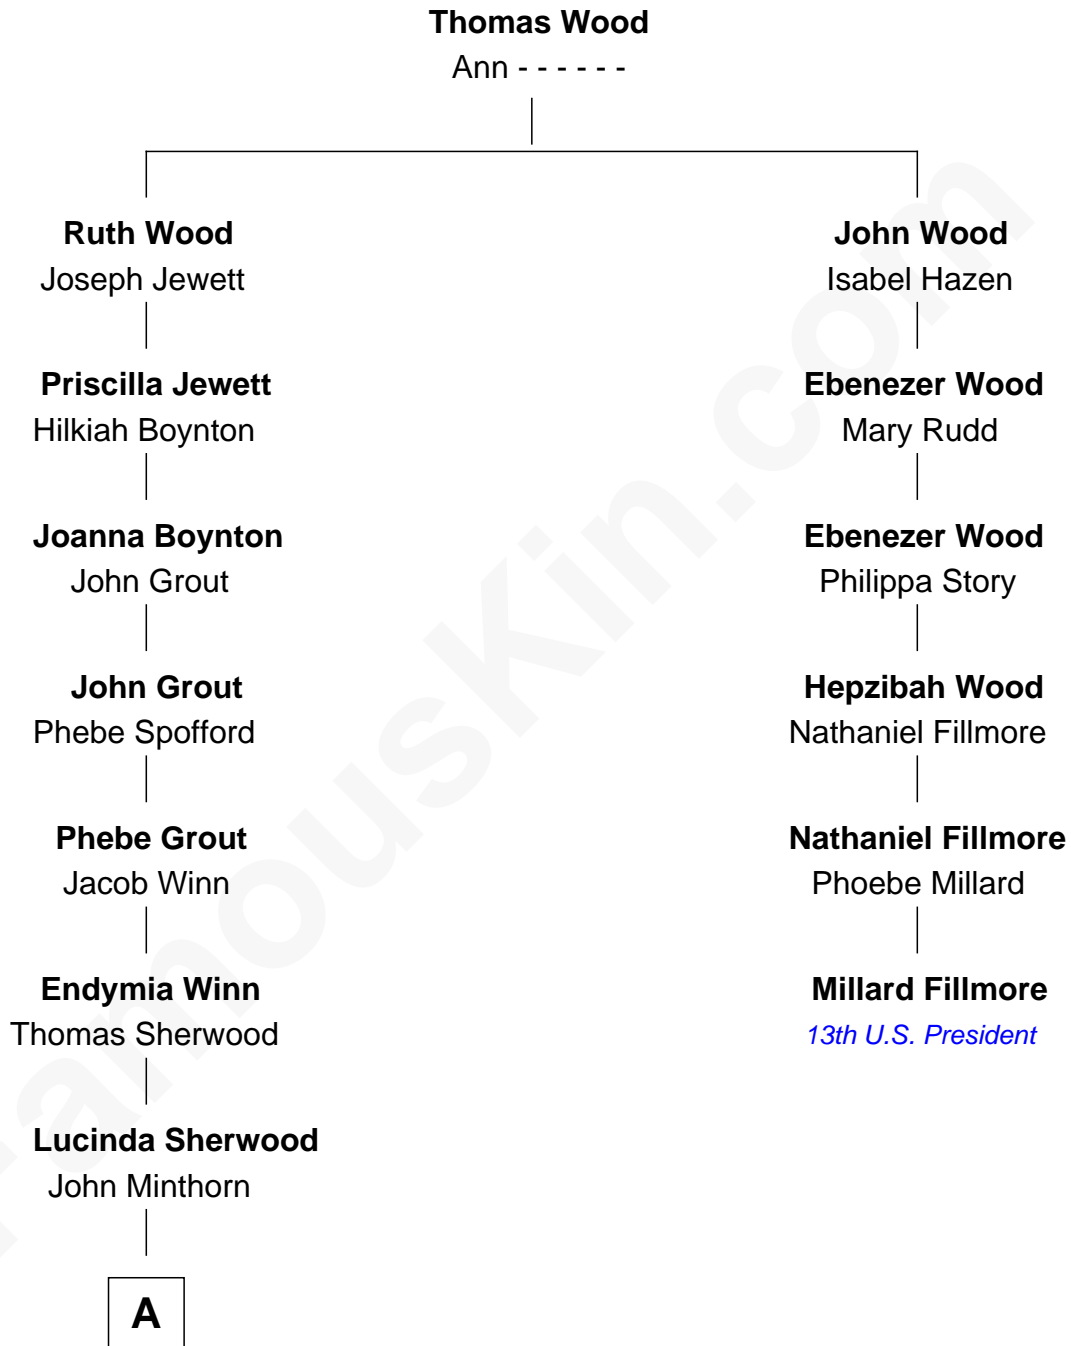 Thomas Wood
Ann - - - - - -
Ruth Wood
Joseph Jewett
John Wood
Isabel Hazen
Priscilla Jewett
Hilkiah Boynton
Ebenezer Wood
Mary Rudd
Joanna Boynton
John Grout
Ebenezer Wood
Philippa Story
John Grout
Phebe Spofford
Hepzibah Wood
Nathaniel Fillmore
Phebe Grout
Jacob Winn
Nathaniel Fillmore
Phoebe Millard
Endymia Winn
Thomas Sherwood
Millard Fillmore
13th U.S. President
Lucinda Sherwood
John Minthorn
A
FamousKin.com